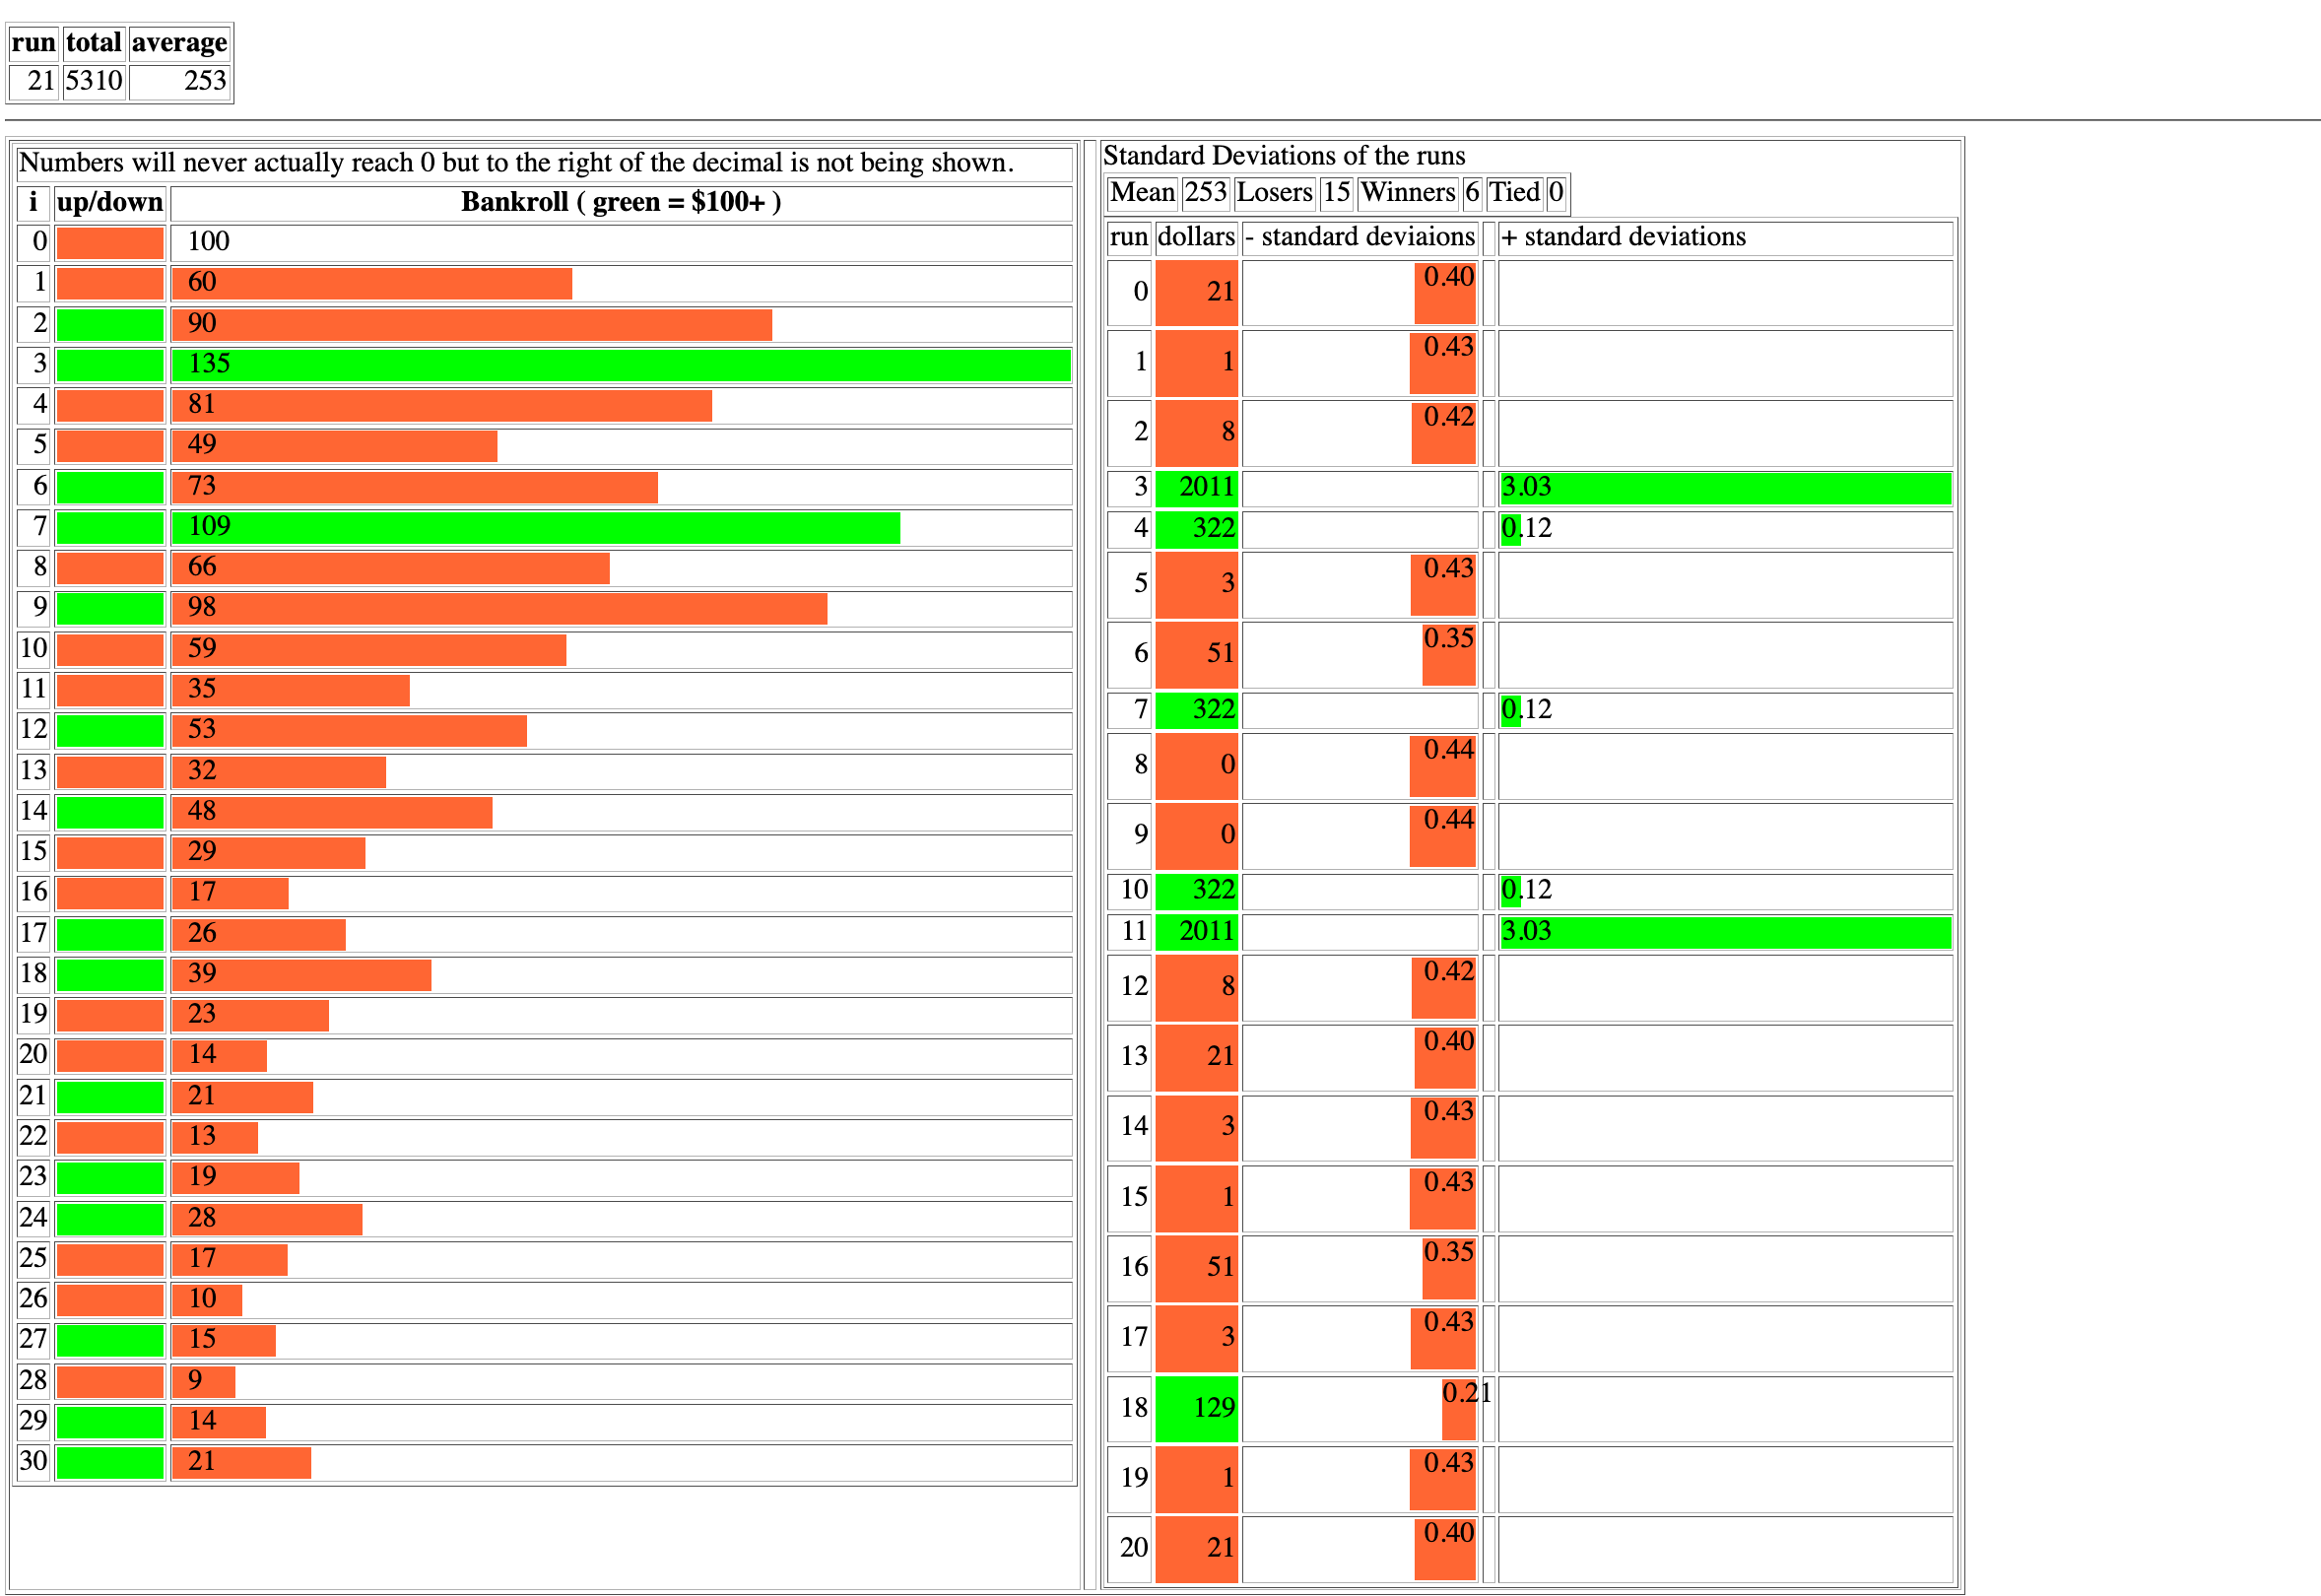 run total average
21 5310 253
Numbers will never actually reach 0 but to the right of the decimal is not being shown.
i up/down Bankroll ( green = $100+ )
0 100
1 60
2 90
3 135
4 81
5 49
6 73
7 109
8 66
9 98
10 59
11 35
12 53
13 32
14 48
15 29
16 17
17 26
18 39
19 23
20 14
21 21
22 13
23 19
24 28
25 17
26 10
27 15
28 9
29 14
30 21
Standard Deviations of the runs
Mean 253 Losers 15 Winners 6 Tied 0
run dollars - standard deviaions + standard deviations
0 21 0.40
1 1 0.43
2 8 0.42
3 2011 3.03
4 322 0.12
5 3 0.43
6 51 0.35
7 322 0.12
8 0 0.44
9 0 0.44
10 322 0.12
11 2011 3.03
12 8 0.42
13 21 0.40
14 3 0.43
15 1 0.43
16 51 0.35
17 3 0.43
18 129 0.21
19 1 0.43
20 21 0.40